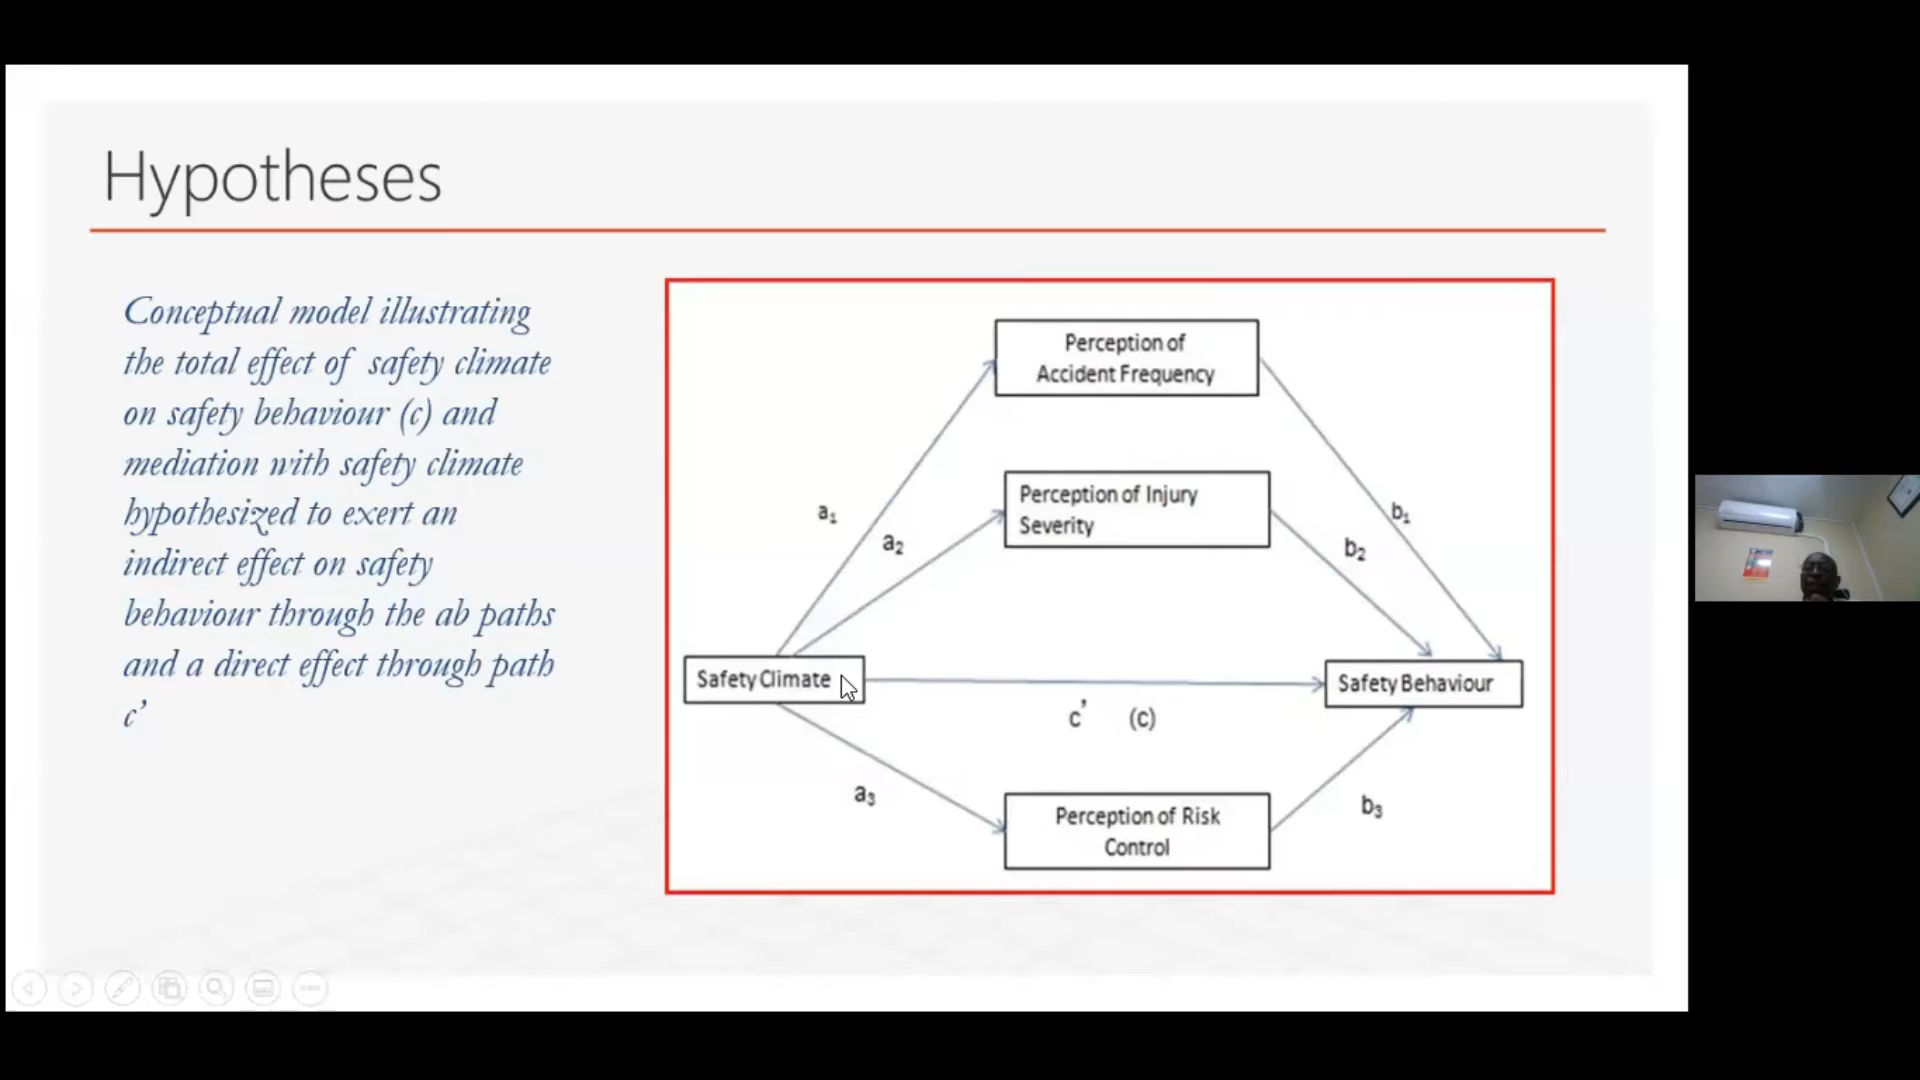 Hypotheses
Conceptual model illustrating
the total effect of safety climate
on safety behaviour (c) and
mediation with safety climate
hypothesized to exert an
indirect effect on safety
behaviour through the ab paths
and a direct effect through path
c’
Perception of
Accident Frequency
Perception of Injury
Severity
a₁
a₂
b₁
b₂
Safety Climate
Safety Behaviour
c’ (c)
a₃
b₃
Perception of Risk
Control